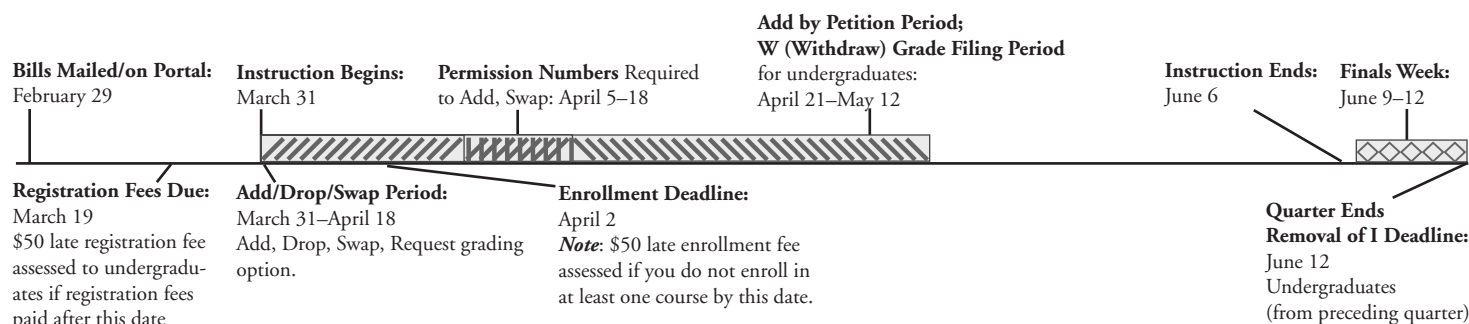 Add by Petition Period;
W (Withdraw) Grade Filing Period
for undergraduates:
April 21–May 12
Bills Mailed/on Portal:
February 29
Instruction Begins:
March 31
Permission Numbers Required
to Add, Swap: April 5–18
Instruction Ends:
June 6
Finals Week:
June 9–12
Registration Fees Due:
March 19
$50 late registration fee
assessed to undergradu-
ates if registration fees
paid after this date
Add/Drop/Swap Period:
March 31–April 18
Add, Drop, Swap, Request grading
option.
Enrollment Deadline:
April 2
Note: $50 late enrollment fee
assessed if you do not enroll in
at least one course by this date.
Quarter Ends
Removal of I Deadline:
June 12
Undergraduates
(from preceding quarter)